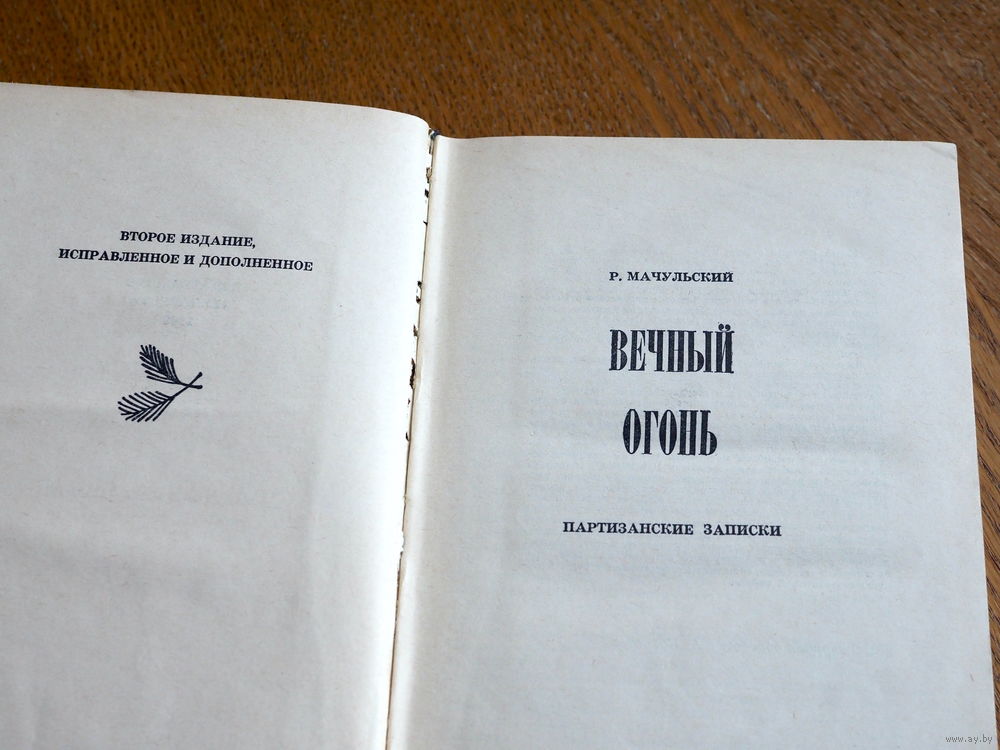 ВТОРОЕ ИЗДАНИЕ,
ИСПРАВЛЕННОЕ И ДОПОЛНЕННОЕ
Р. МАЧУЛЬСКИЙ
ВЕЧНЫЙ
ОГОНЬ
ПАРТИЗАНСКИЕ ЗАПИСКИ
www.ay.by